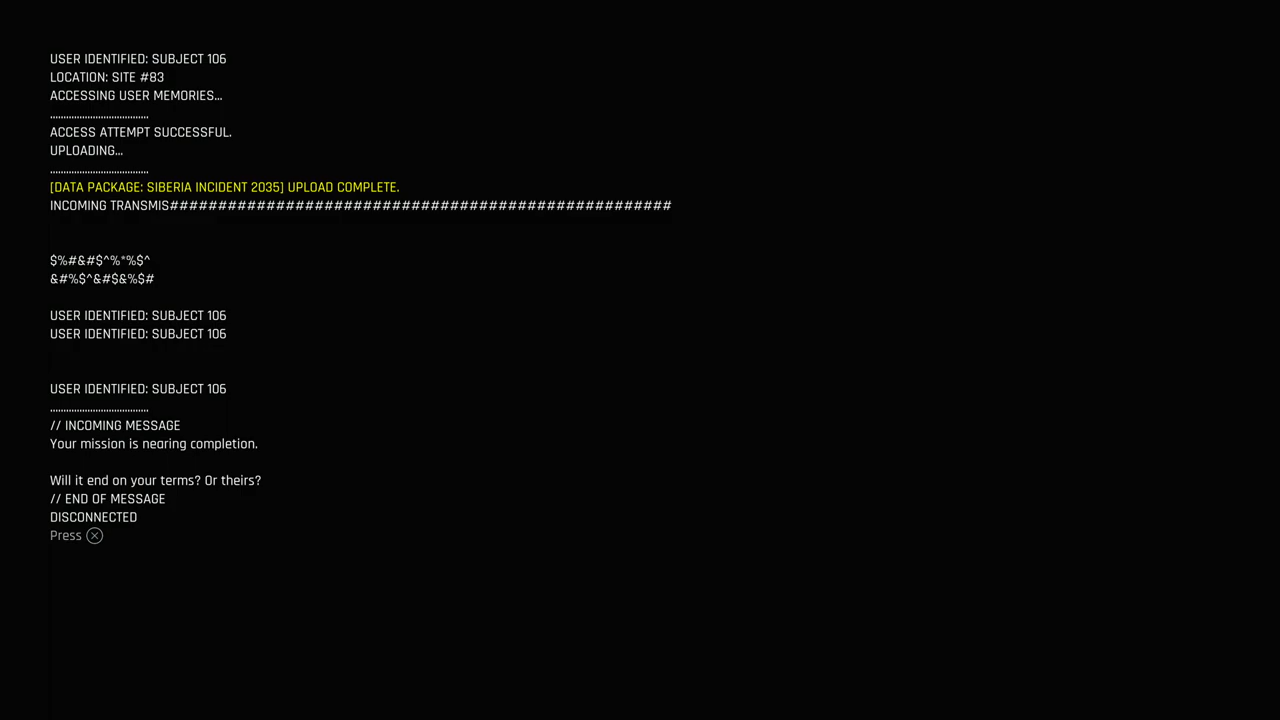 USER IDENTIFIED: SUBJECT 106
LOCATION: SITE #83
ACCESSING USER MEMORIES...
......................................
ACCESS ATTEMPT SUCCESSFUL.
UPLOADING...
......................................
[DATA PACKAGE: SIBERIA INCIDENT 2035] UPLOAD COMPLETE.
INCOMING TRANSMIS####################################################
$%#&#$^%*%$^
&#%$^&#$&%$#
USER IDENTIFIED: SUBJECT 106
USER IDENTIFIED: SUBJECT 106
USER IDENTIFIED: SUBJECT 106
......................................
// INCOMING MESSAGE
Your mission is nearing completion.
Will it end on your terms? Or theirs?
// END OF MESSAGE
DISCONNECTED
Press ⓧ